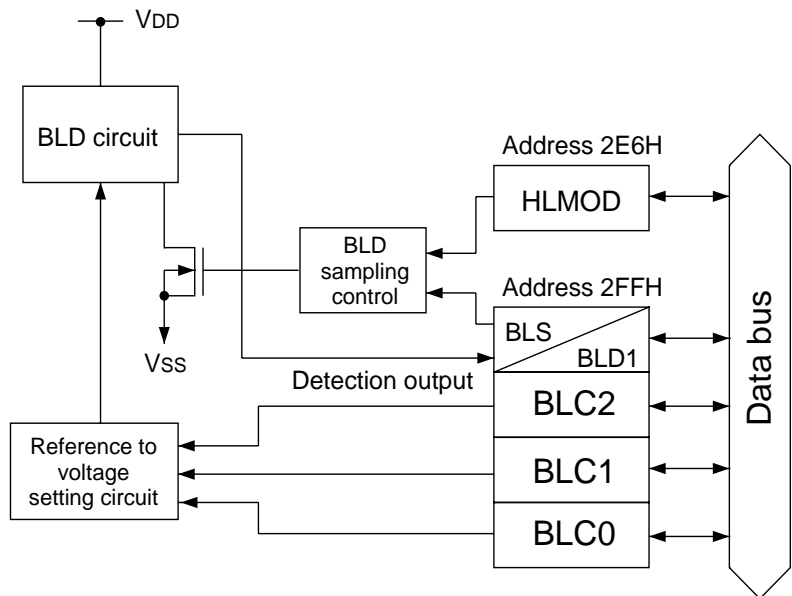 VDD
BLD circuit
Address 2E6H
HLMOD
BLD
sampling
control
Address 2FFH
BLS
BLD1
VSS
Detection output
BLC2
Reference to
voltage
setting circuit
BLC1
BLC0
Data bus